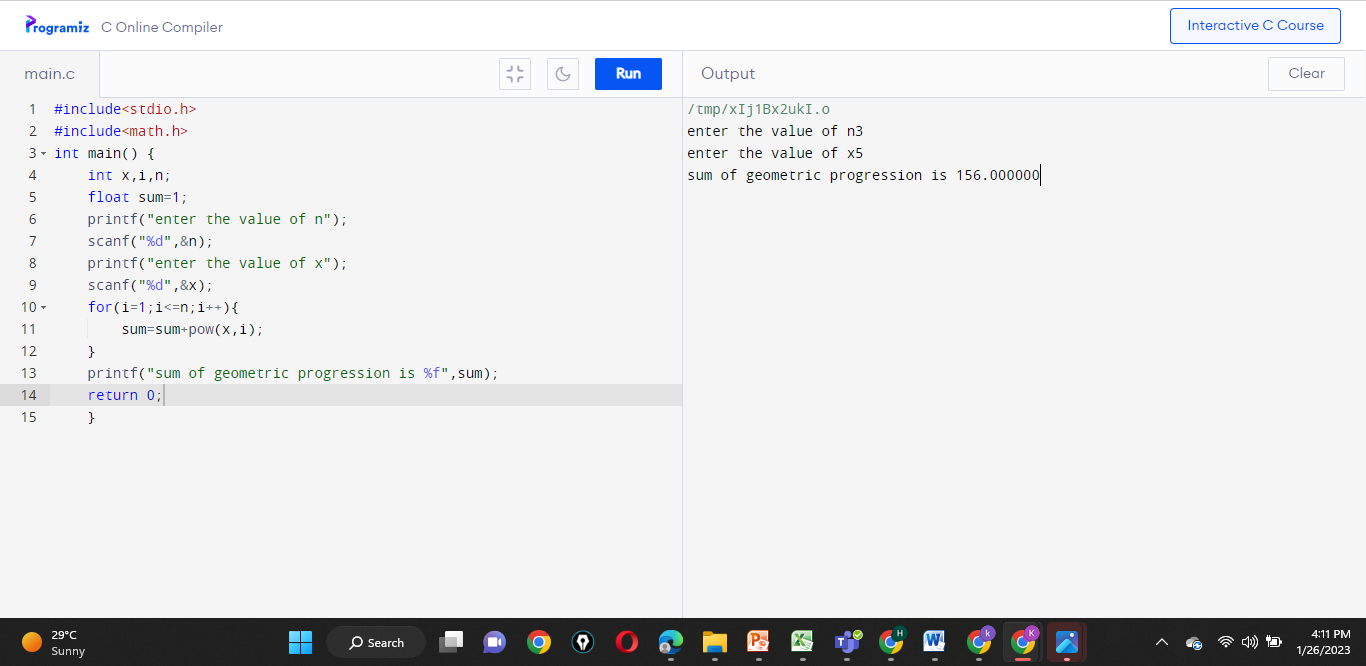 Programiz C Online Compiler
Interactive C Course
main.c
Run
Output
Clear
1 #include<stdio.h>
2 #include<math.h>
3 int main() {
4 int x,i,n;
5 float sum=1;
6 printf("enter the value of n");
7 scanf("%d",&n);
8 printf("enter the value of x");
9 scanf("%d",&x);
10 for(i=1;i<=n;i++){
11 sum=sum+pow(x,i);
12 }
13 printf("sum of geometric progression is %f",sum);
14 return 0;
15 }
/tmp/xIj1Bx2ukI.o
enter the value of n3
enter the value of x5
sum of geometric progression is 156.000000
29°C
Sunny
Search
H
k
K
4:11 PM
1/26/2023